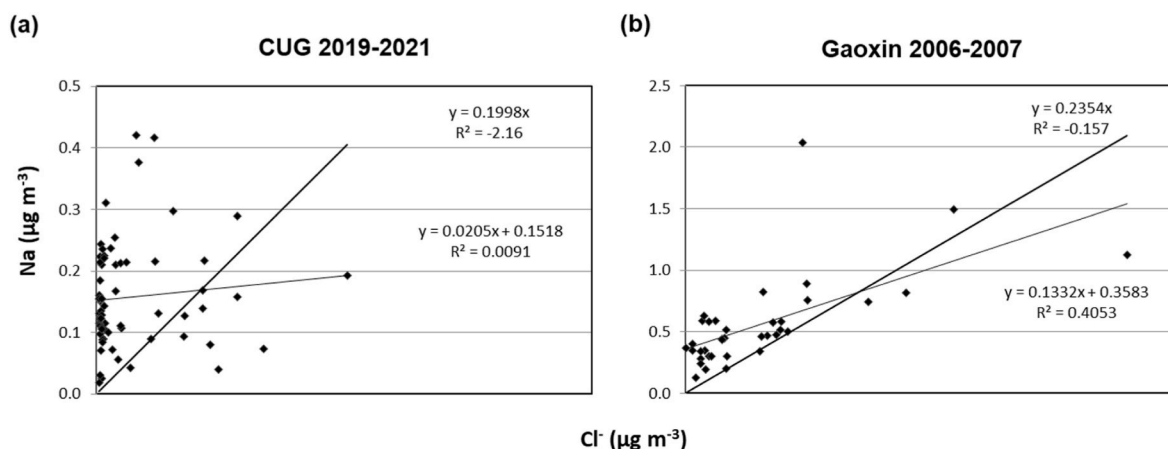 (a)
CUG 2019-2021
0.5
0.4
0.3
0.2
0.1
0.0
Na (µg m⁻³)
y = 0.1998x
R² = -2.16
y = 0.0205x + 0.1518
R² = 0.0091
(b)
Gaoxin 2006-2007
2.5
2.0
1.5
1.0
0.5
0.0
y = 0.2354x
R² = -0.157
y = 0.1332x + 0.3583
R² = 0.4053
Cl⁻ (µg m⁻³)